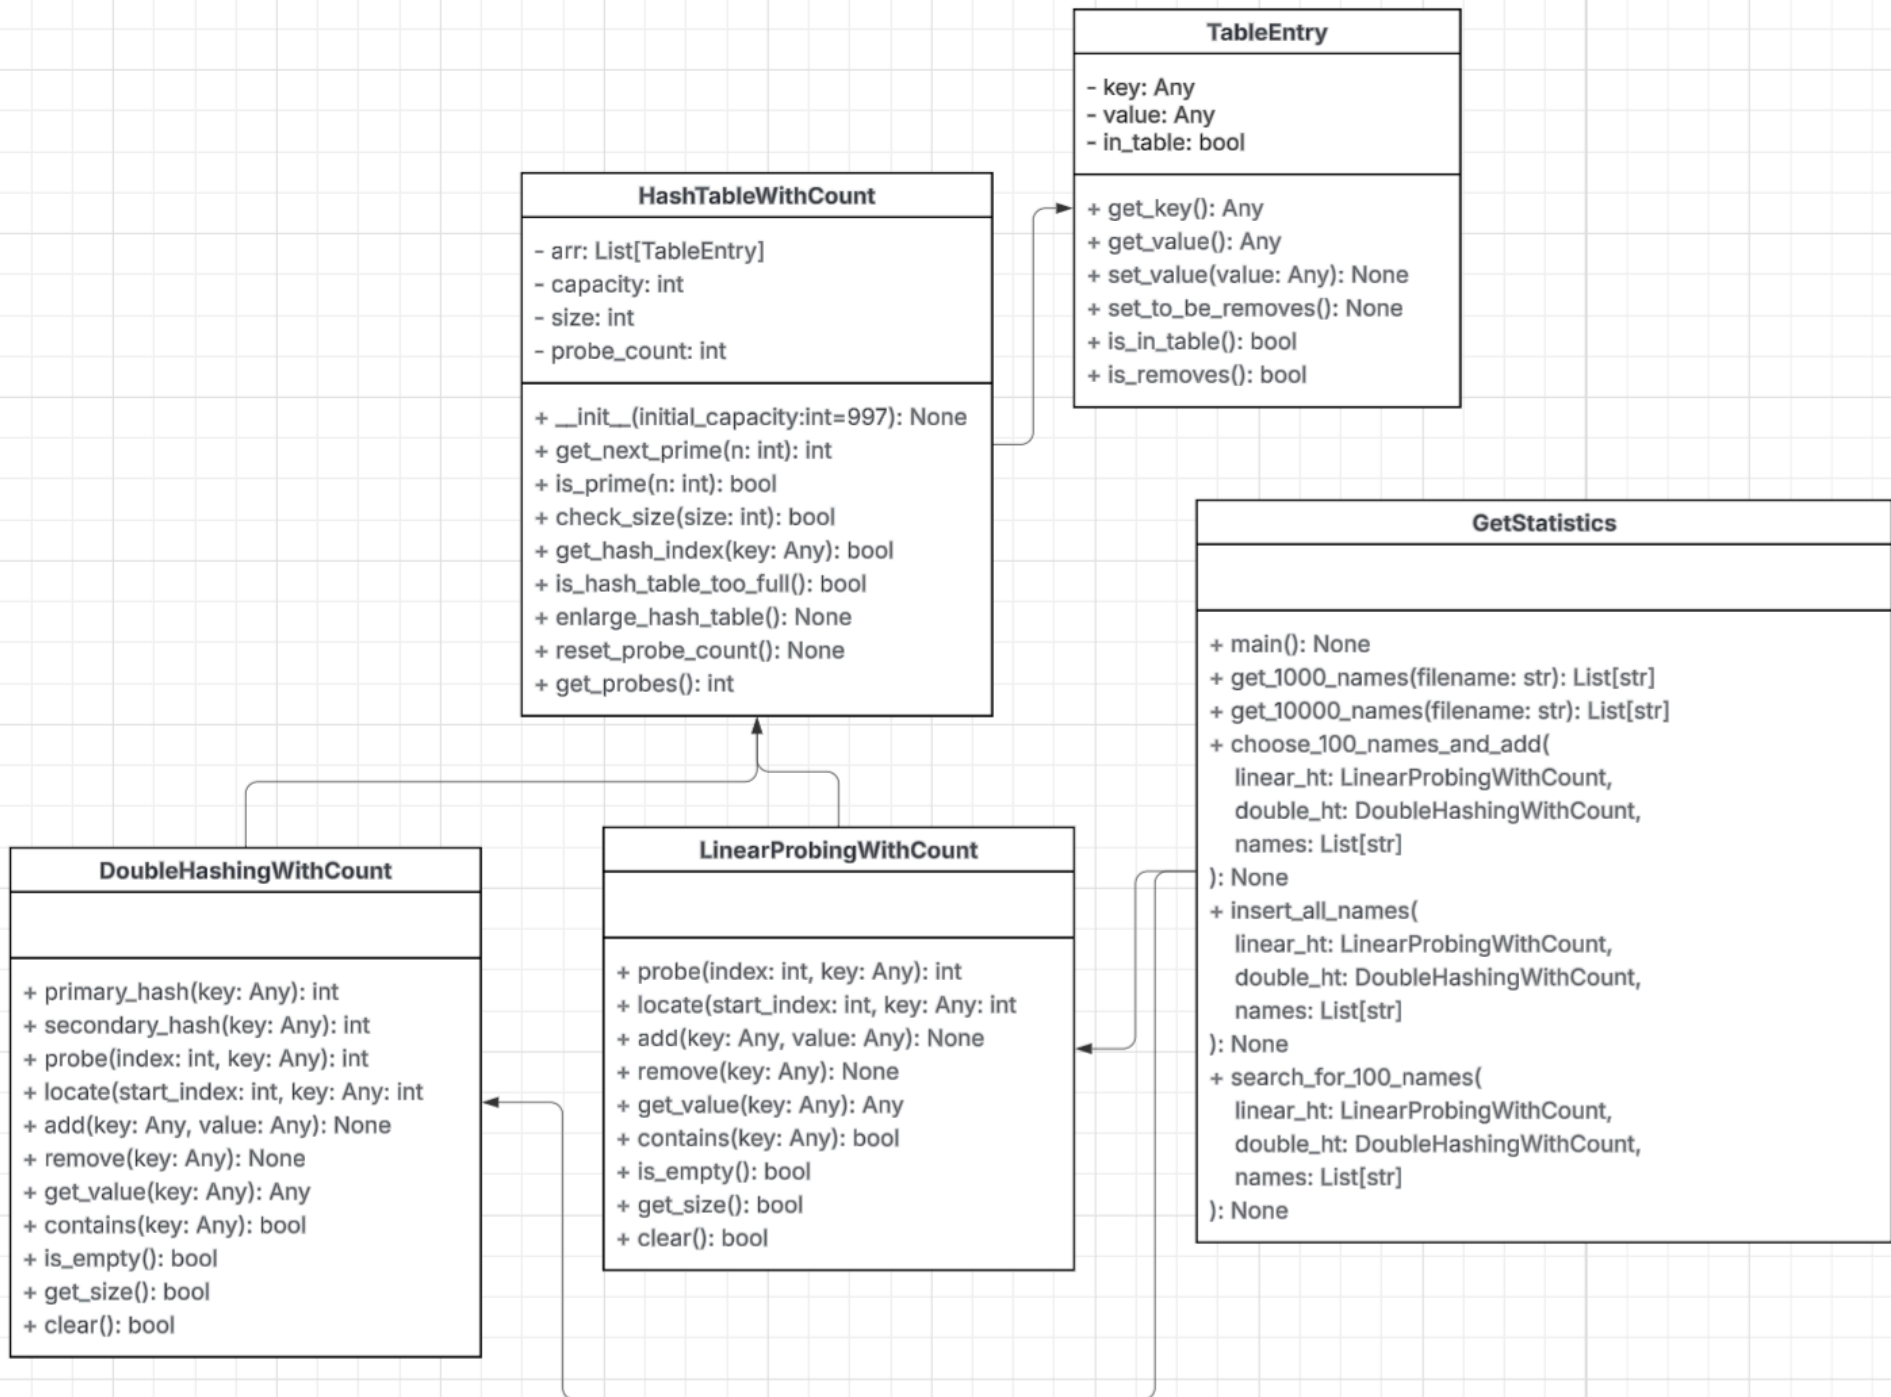 TableEntry
- key: Any
- value: Any
- in_table: bool
+ get_key(): Any
+ get_value(): Any
+ set_value(value: Any): None
+ set_to_be_removes(): None
+ is_in_table(): bool
+ is_removes(): bool
HashTableWithCount
- arr: List[TableEntry]
- capacity: int
- size: int
- probe_count: int
+ __init__(initial_capacity:int=997): None
+ get_next_prime(n: int): int
+ is_prime(n: int): bool
+ check_size(size: int): bool
+ get_hash_index(key: Any): bool
+ is_hash_table_too_full(): bool
+ enlarge_hash_table(): None
+ reset_probe_count(): None
+ get_probes(): int
GetStatistics
+ main(): None
+ get_1000_names(filename: str): List[str]
+ get_10000_names(filename: str): List[str]
+ choose_100_names_and_add(
linear_ht: LinearProbingWithCount,
double_ht: DoubleHashingWithCount,
names: List[str]
): None
+ insert_all_names(
linear_ht: LinearProbingWithCount,
double_ht: DoubleHashingWithCount,
names: List[str]
): None
+ search_for_100_names(
linear_ht: LinearProbingWithCount,
double_ht: DoubleHashingWithCount,
names: List[str]
): None
DoubleHashingWithCount
+ primary_hash(key: Any): int
+ secondary_hash(key: Any): int
+ probe(index: int, key: Any): int
+ locate(start_index: int, key: Any: int
+ add(key: Any, value: Any): None
+ remove(key: Any): None
+ get_value(key: Any): Any
+ contains(key: Any): bool
+ is_empty(): bool
+ get_size(): bool
+ clear(): bool
LinearProbingWithCount
+ probe(index: int, key: Any): int
+ locate(start_index: int, key: Any: int
+ add(key: Any, value: Any): None
+ remove(key: Any): None
+ get_value(key: Any): Any
+ contains(key: Any): bool
+ is_empty(): bool
+ get_size(): bool
+ clear(): bool